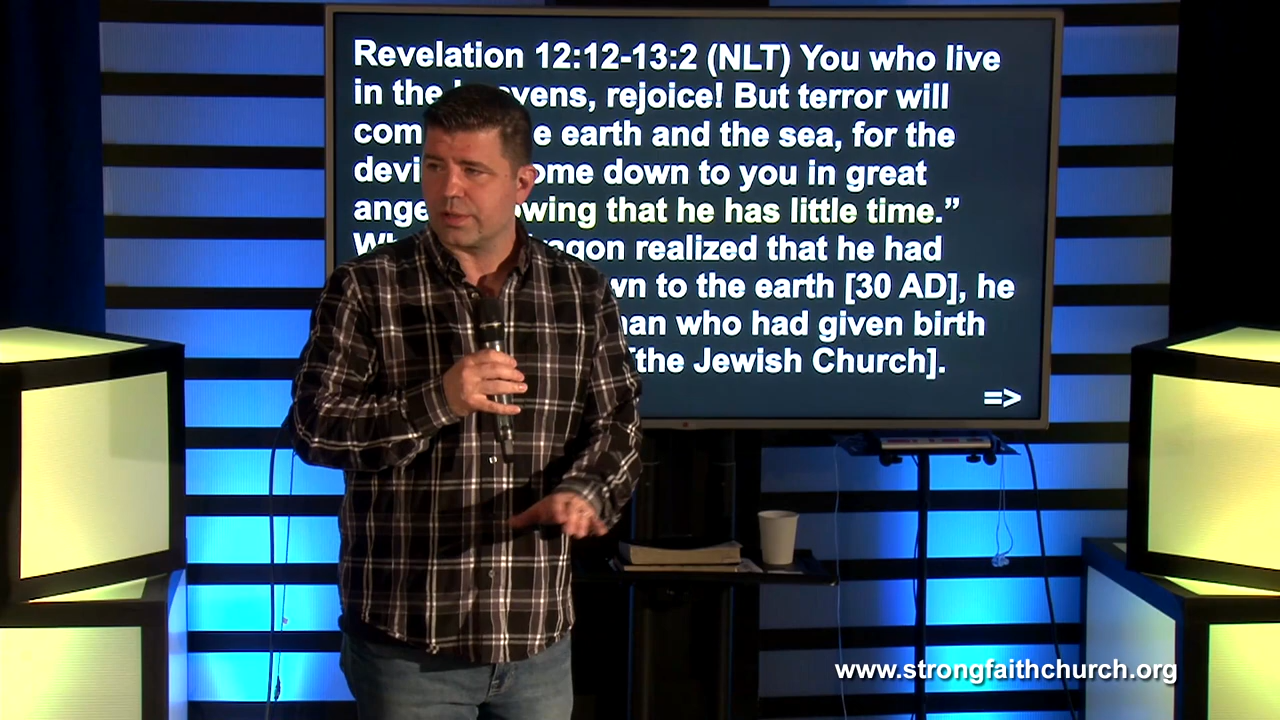 Revelation 12:12-13:2 (NLT) You who live
in the rejoice! But terror will
earth and the sea, for the
down to you in great
that he has little time.”
realized that he had
to the earth [30 AD], he
who had given birth
[the Jewish Church].
=>
www.strongfaithchurch.org